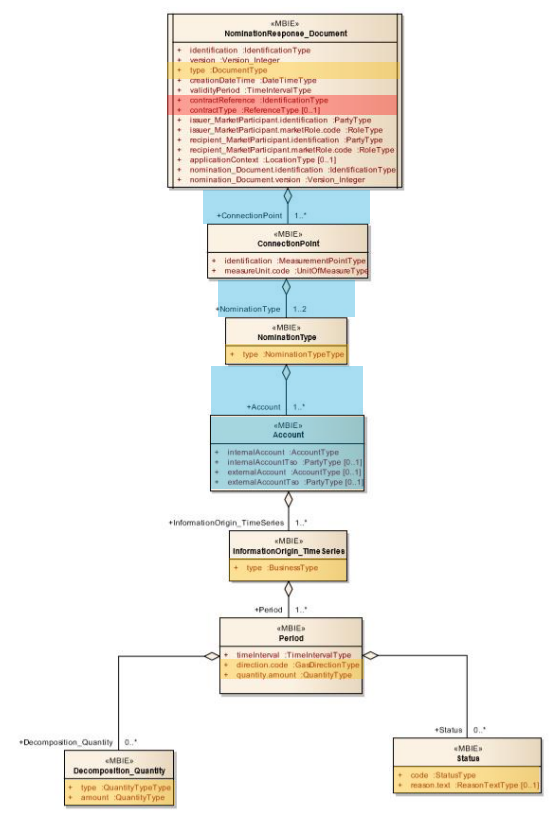 «MBIE»
NominationResponse_Document
+ identification :IdentificationType
+ version :Version_Integer
+ type :DocumentType
+ creationDateTime :DateTimeType
+ validityPeriod :TimeIntervalType
+ contractReference :IdentificationType
+ contractType :ReferenceType [0..1]
+ issuer_MarketParticipant.identification :PartyType
+ issuer_MarketParticipant.marketRole.code :RoleType
+ recipient_MarketParticipant.identification :PartyType
+ recipient_MarketParticipant.marketRole.code :RoleType
+ applicationContext :LocationType [0..1]
+ nomination_Document.identification :IdentificationType
+ nomination_Document.version :Version_Integer
+ConnectionPoint 1..*
«MBIE»
ConnectionPoint
+ identification :MeasurementPointType
+ measureUnit.code :UnitOfMeasureType
+NominationType 1..2
«MBIE»
NominationType
+ type :NominationTypeType
+Account 1..*
«MBIE»
Account
+ internalAccount :AccountType
+ internalAccountTso :PartyType [0..1]
+ externalAccount :AccountType [0..1]
+ externalAccountTso :PartyType [0..1]
+InformationOrigin_TimeSeries 1..*
«MBIE»
InformationOrigin_TimeSeries
+ type :BusinessType
+Period 1..*
«MBIE»
Period
+ timeInterval :TimeIntervalType
+ direction.code :GasDirectionType
+ quantity.amount :QuantityType
+Decomposition_Quantity 0..*
«MBIE»
Decomposition_Quantity
+ type :QuantityTypeType
+ amount :QuantityType
+Status 0..*
«MBIE»
Status
+ code :StatusType
+ reason.text :ReasonTextType [0..1]